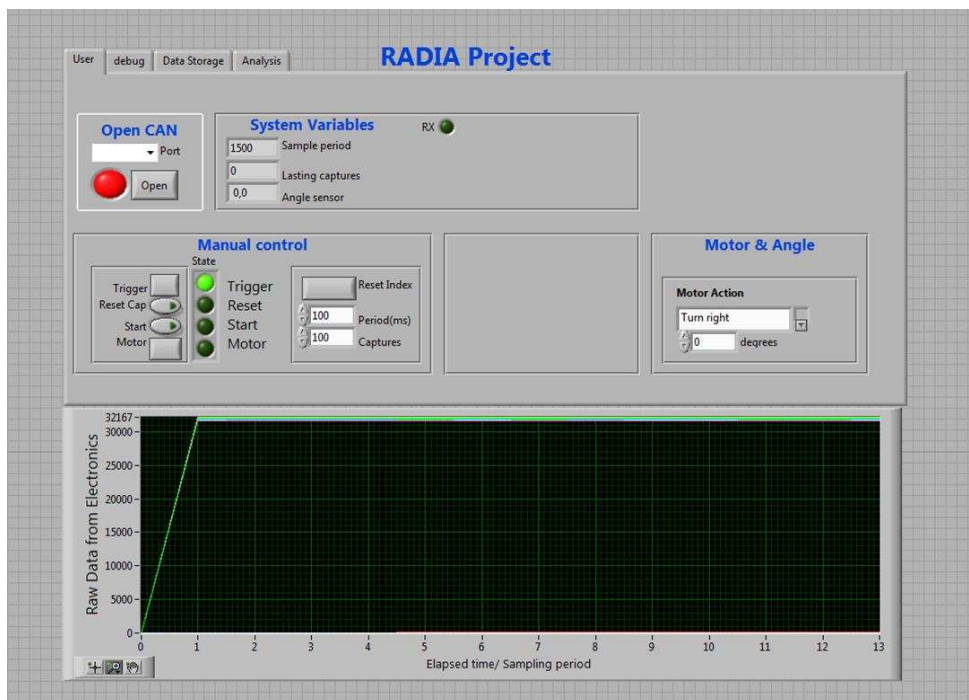 RADIA Project
User debug Data Storage Analysis
Open CAN
Port
Open
System Variables RX
1500 Sample period
0 Lasting captures
0,0 Angle sensor
Manual control
State
Trigger Trigger
Reset Cap Reset
Start Start
Motor Motor
Reset Index
100 Period(ms)
100 Captures
Motor & Angle
Motor Action
Turn right
0 degrees
Raw Data from Electronics
32167
30000
25000
20000
15000
10000
5000
0
0 1 2 3 4 5 6 7 8 9 10 11 12 13
Elapsed time/ Sampling period